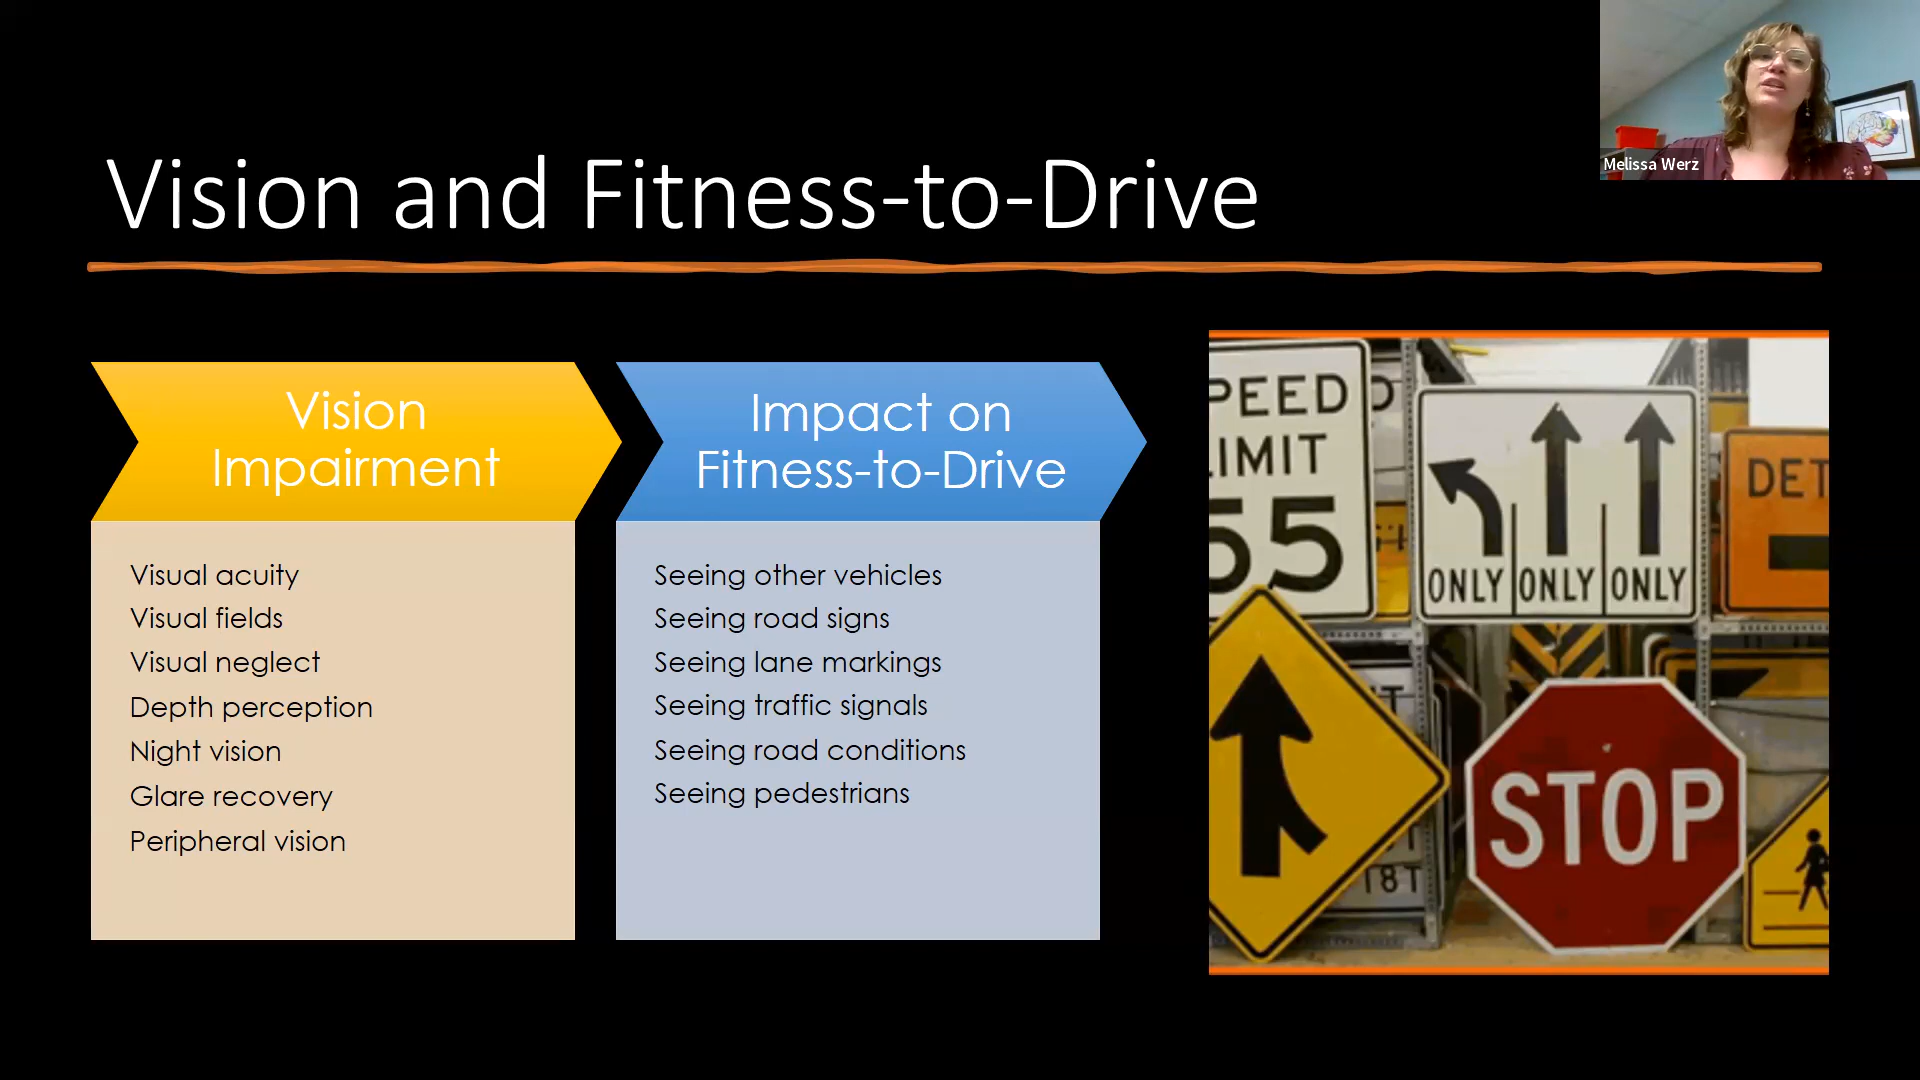 Melissa Werz
Vision and Fitness-to-Drive
Vision
Impairment
Visual acuity
Visual fields
Visual neglect
Depth perception
Night vision
Glare recovery
Peripheral vision
Impact on
Fitness-to-Drive
Seeing other vehicles
Seeing road signs
Seeing lane markings
Seeing traffic signals
Seeing road conditions
Seeing pedestrians
PEED
IMIT
55
ONLY ONLY ONLY
DET
STOP